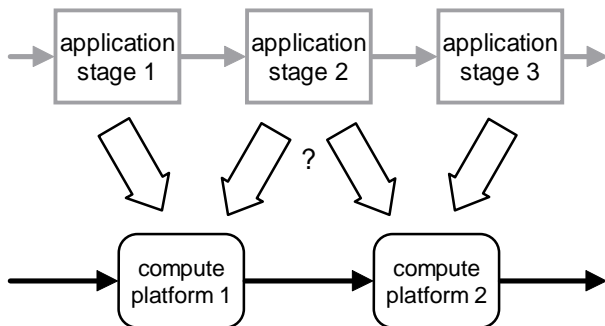 application
stage 1
application
stage 2
application
stage 3
?
compute
platform 1
compute
platform 2